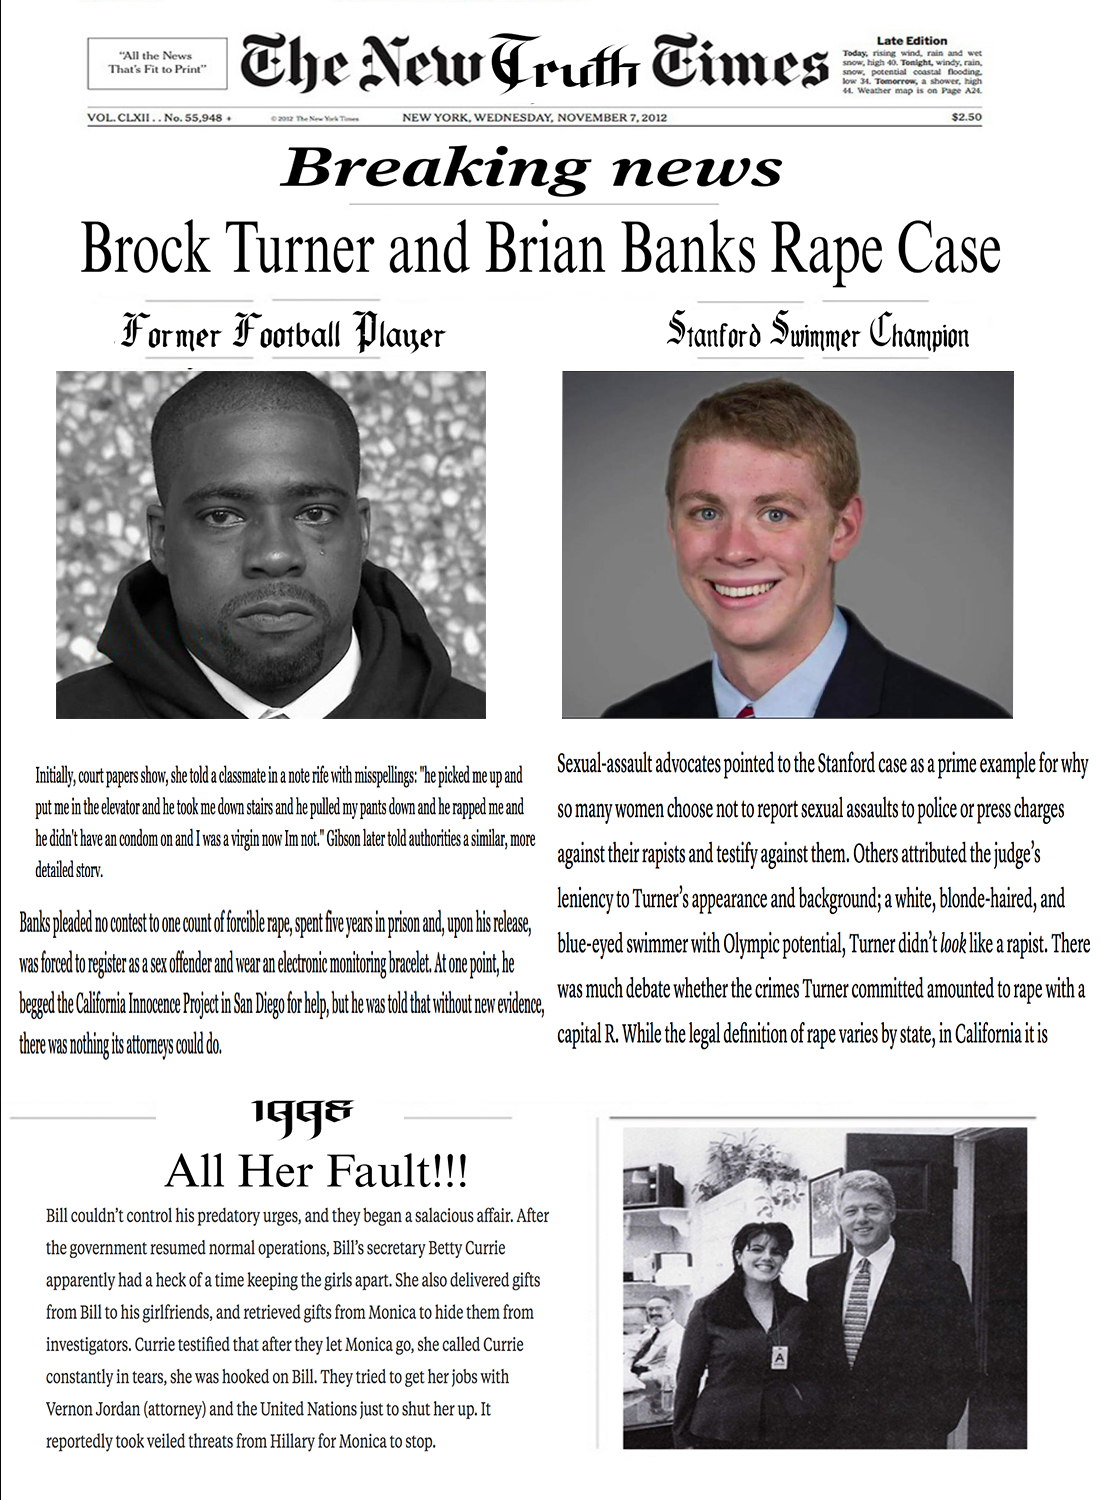 "All the News
That's Fit to Print"
The New Truth Times
Late Edition
Today, rising wind, rain and wet
snow, high 40. Tonight, windy, rain,
snow, potential coastal flooding,
low 34. Tomorrow, a shower, high
44. Weather map is on Page A24.
VOL. CLXII . . No. 55,948 +
© 2012 The New York Times
NEW YORK, WEDNESDAY, NOVEMBER 7, 2012
$2.50
Breaking news
Brock Turner and Brian Banks Rape Case
Former Football Player
Initially, court papers show, she told a classmate in a note rife with misspellings: "he picked me up and
put me in the elevator and he took me down stairs and he pulled my pants down and he rapped me and
he didn't have an condom on and I was a virgin now Im not." Gibson later told authorities a similar, more
detailed story.
Banks pleaded no contest to one count of forcible rape, spent five years in prison and, upon his release,
was forced to register as a sex offender and wear an electronic monitoring bracelet. At one point, he
begged the California Innocence Project in San Diego for help, but he was told that without new evidence,
there was nothing its attorneys could do.
Stanford Swimmer Champion
Sexual-assault advocates pointed to the Stanford case as a prime example for why
so many women choose not to report sexual assaults to police or press charges
against their rapists and testify against them. Others attributed the judge's
leniency to Turner's appearance and background; a white, blonde-haired, and
blue-eyed swimmer with Olympic potential, Turner didn't look like a rapist. There
was much debate whether the crimes Turner committed amounted to rape with a
capital R. While the legal definition of rape varies by state, in California it is
1998
All Her Fault!!!
Bill couldn't control his predatory urges, and they began a salacious affair. After
the government resumed normal operations, Bill's secretary Betty Currie
apparently had a heck of a time keeping the girls apart. She also delivered gifts
from Bill to his girlfriends, and retrieved gifts from Monica to hide them from
investigators. Currie testified that after they let Monica go, she called Currie
constantly in tears, she was hooked on Bill. They tried to get her jobs with
Vernon Jordan (attorney) and the United Nations just to shut her up. It
reportedly took veiled threats from Hillary for Monica to stop.
A